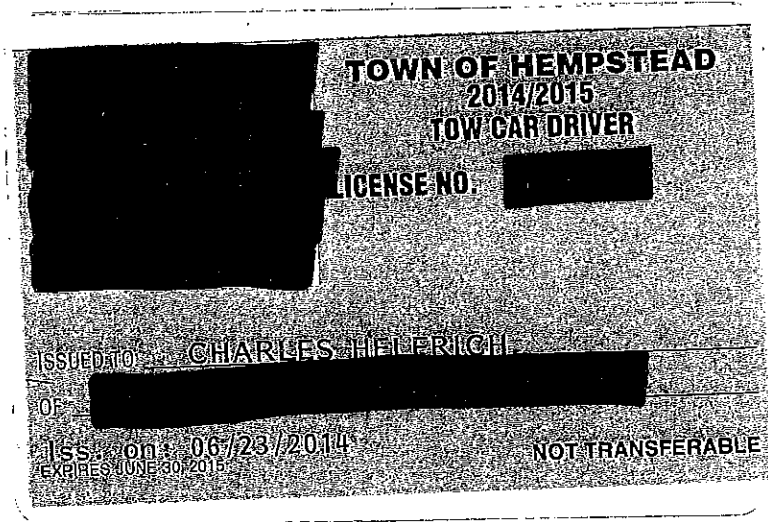 TOWN OF HEMPSTEAD
2014/2015
TOW CAR DRIVER
LICENSE NO.
ISSUED TO CHARLES HELFRICH
OF
Iss. on: 06/23/2014
EXPIRES JUNE 30, 2015
NOT TRANSFERABLE